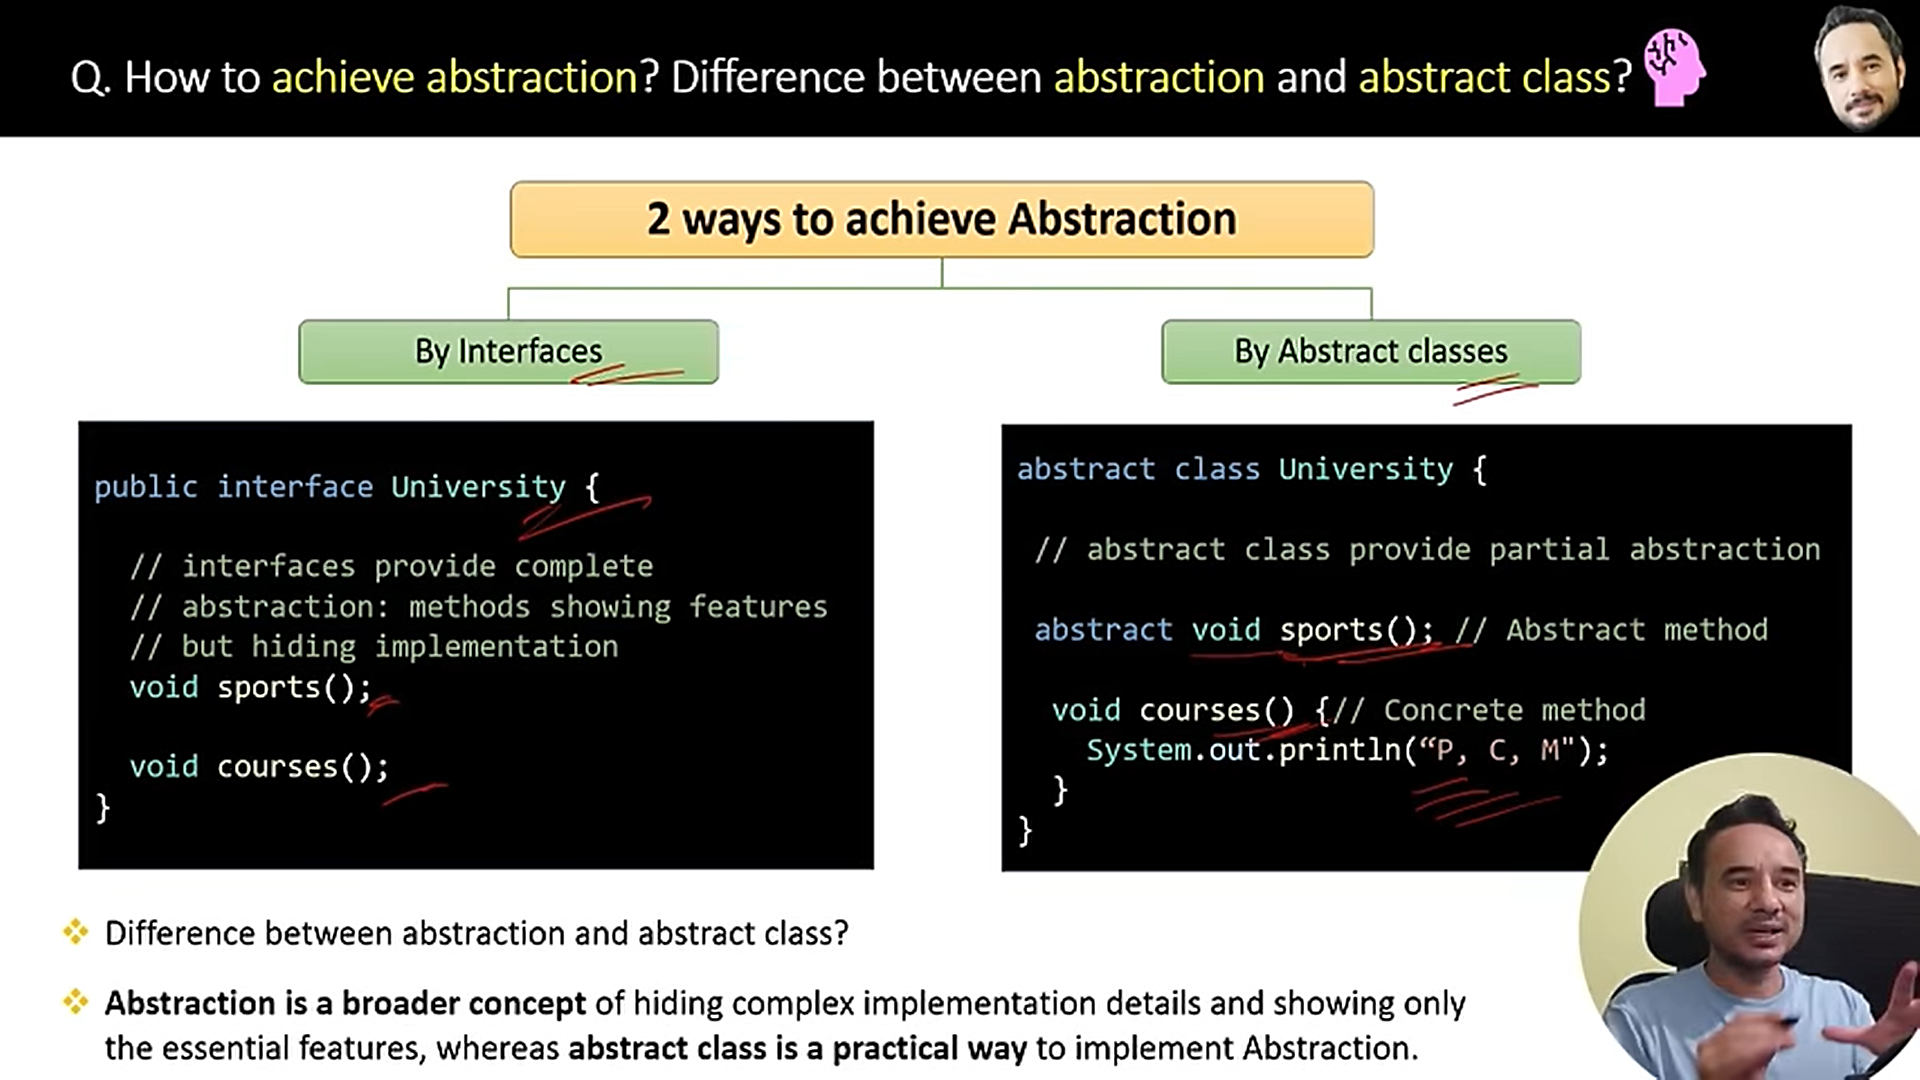 Q. How to achieve abstraction? Difference between abstraction and abstract class?
2 ways to achieve Abstraction
By Interfaces
public interface University {
// interfaces provide complete
// abstraction: methods showing features
// but hiding implementation
void sports();
void courses();
}
By Abstract classes
abstract class University {
// abstract class provide partial abstraction
abstract void sports(); // Abstract method
void courses() {// Concrete method
System.out.println(“P, C, M");
}
}
Difference between abstraction and abstract class?
Abstraction is a broader concept of hiding complex implementation details and showing only
the essential features, whereas abstract class is a practical way to implement Abstraction.